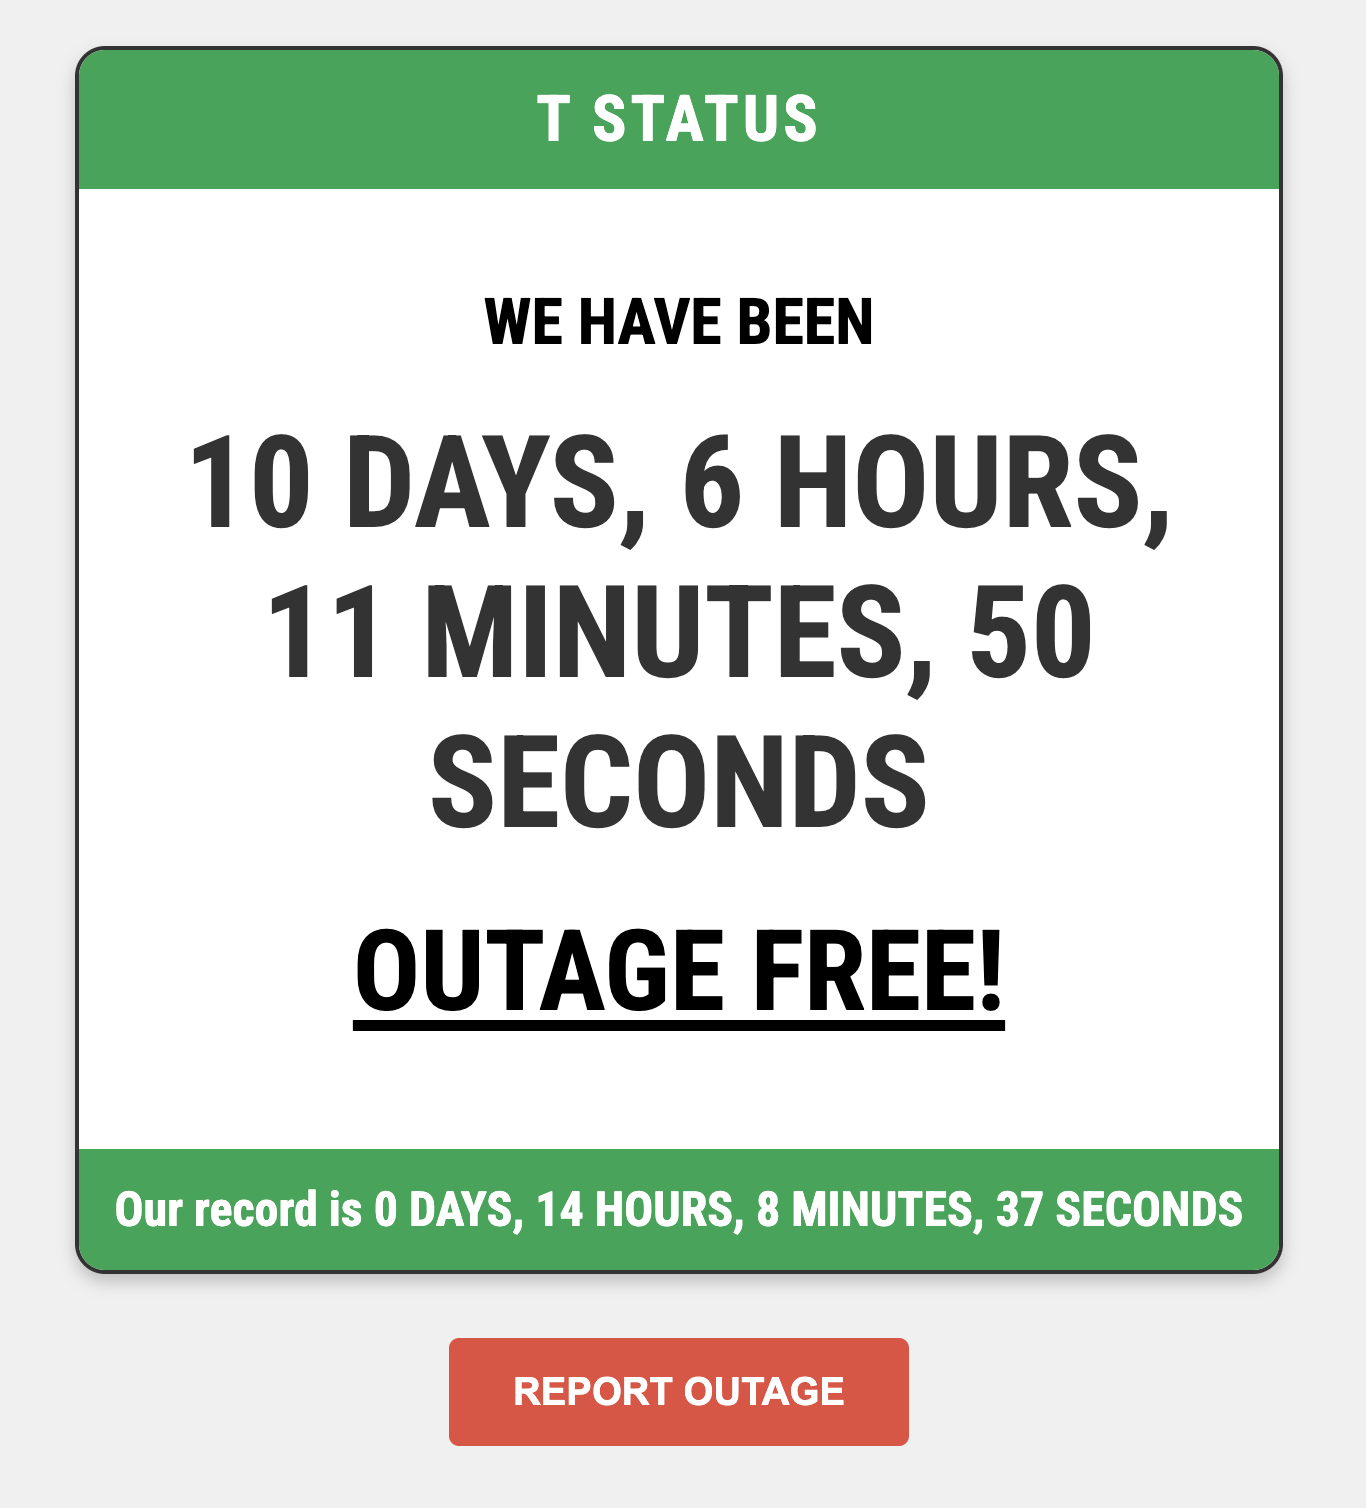 T STATUS
WE HAVE BEEN
10 DAYS, 6 HOURS,
11 MINUTES, 50
SECONDS
OUTAGE FREE!
Our record is 0 DAYS, 14 HOURS, 8 MINUTES, 37 SECONDS
REPORT OUTAGE